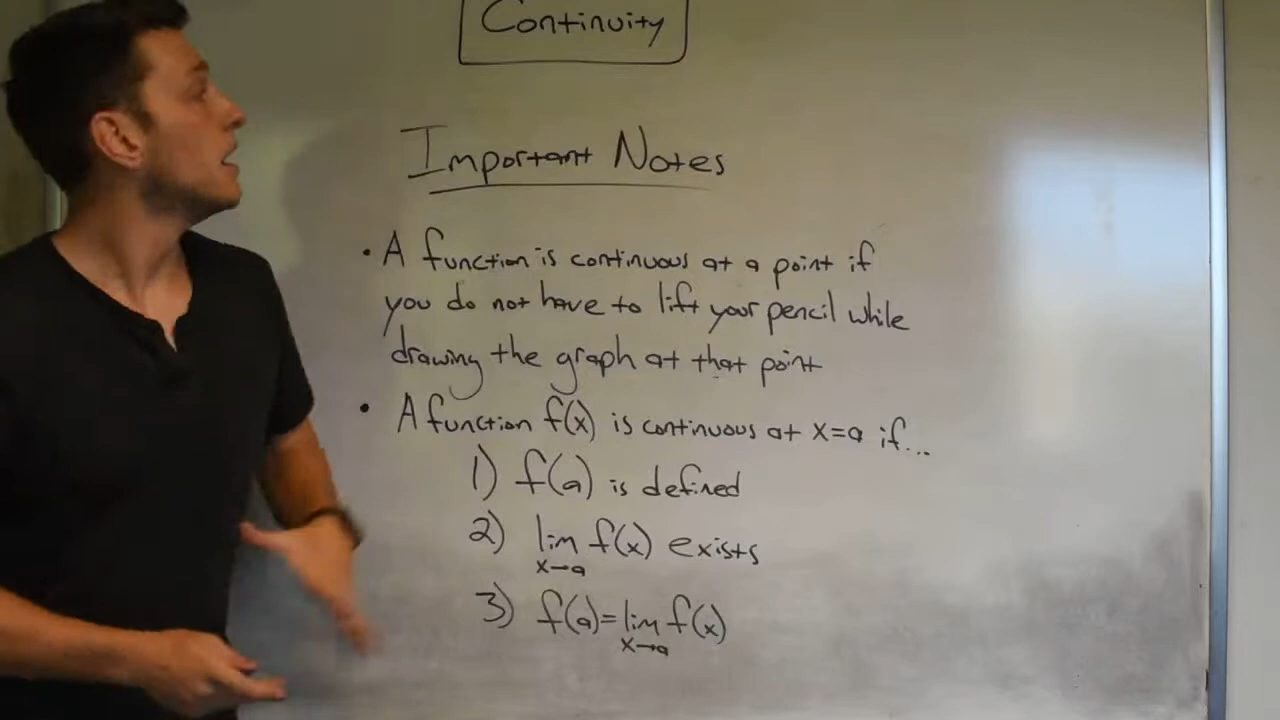 Continuity
Important Notes
• A function is continuous at a point if
you do not have to lift your pencil while
drawing the graph at that point
• A function f(x) is continuous at x=a if...
1) f(a) is defined
2) lim f(x) exists
x→a
3) f(a)=lim f(x)
x→a